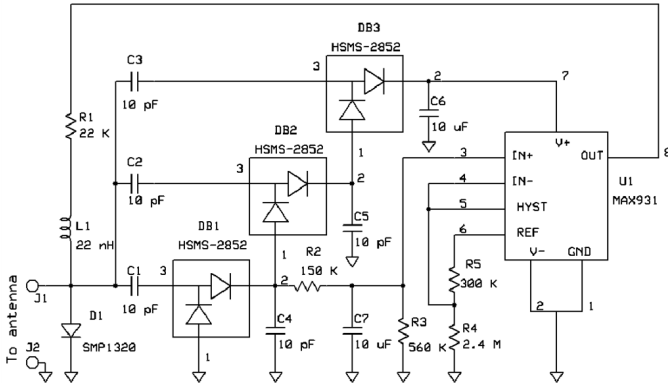 DB3
HSMS-2852
C3
3
10 pF
2
7
C6
10 uF
R1
22 K
DB2
HSMS-2852
1
3
V+
IN+
OUT
8
C2
3
2
4
IN-
U1
MAX931
10 pF
5
HYST
L1
22 nH
DB1
HSMS-2852
C5
10 pF
6
REF
1
R2
V-
GND
C1
3
2
150 K
R5
300 K
To antenna
J1
10 pF
2
1
D1
SMP1320
C4
10 pF
C7
10 uF
R3
560 K
R4
2.4 M
J2
1